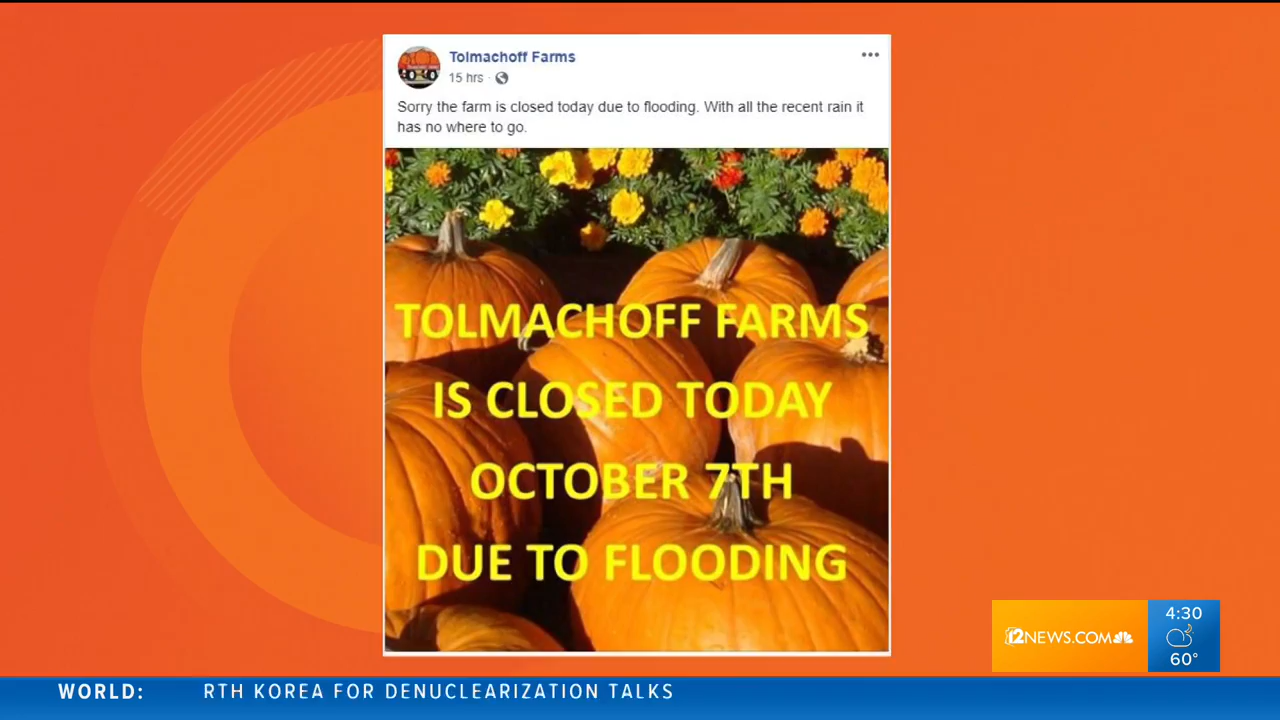 Tolmachoff Farms
15 hrs ·
Sorry the farm is closed today due to flooding. With all the recent rain it
has no where to go.
TOLMACHOFF FARMS
IS CLOSED TODAY
OCTOBER 7TH
DUE TO FLOODING
12NEWS.COM
4:30
60°
WORLD: RTH KOREA FOR DENUCLEARIZATION TALKS